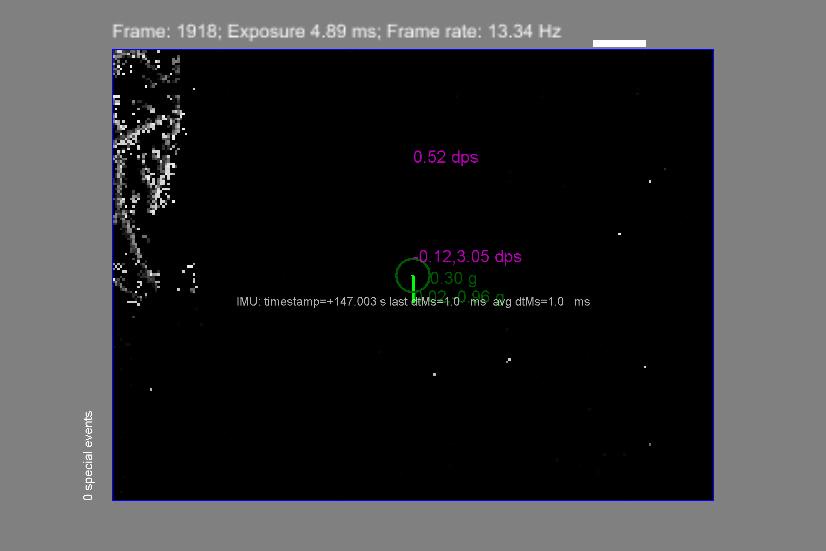 Frame: 1918; Exposure 4.89 ms; Frame rate: 13.34 Hz
0.52 dps
-0.12,3.05 dps
0.30 g
0.96 g
IMU: timestamp=+147.003 s last dtMs=1.0 ms avg dtMs=1.0 ms
0 special events